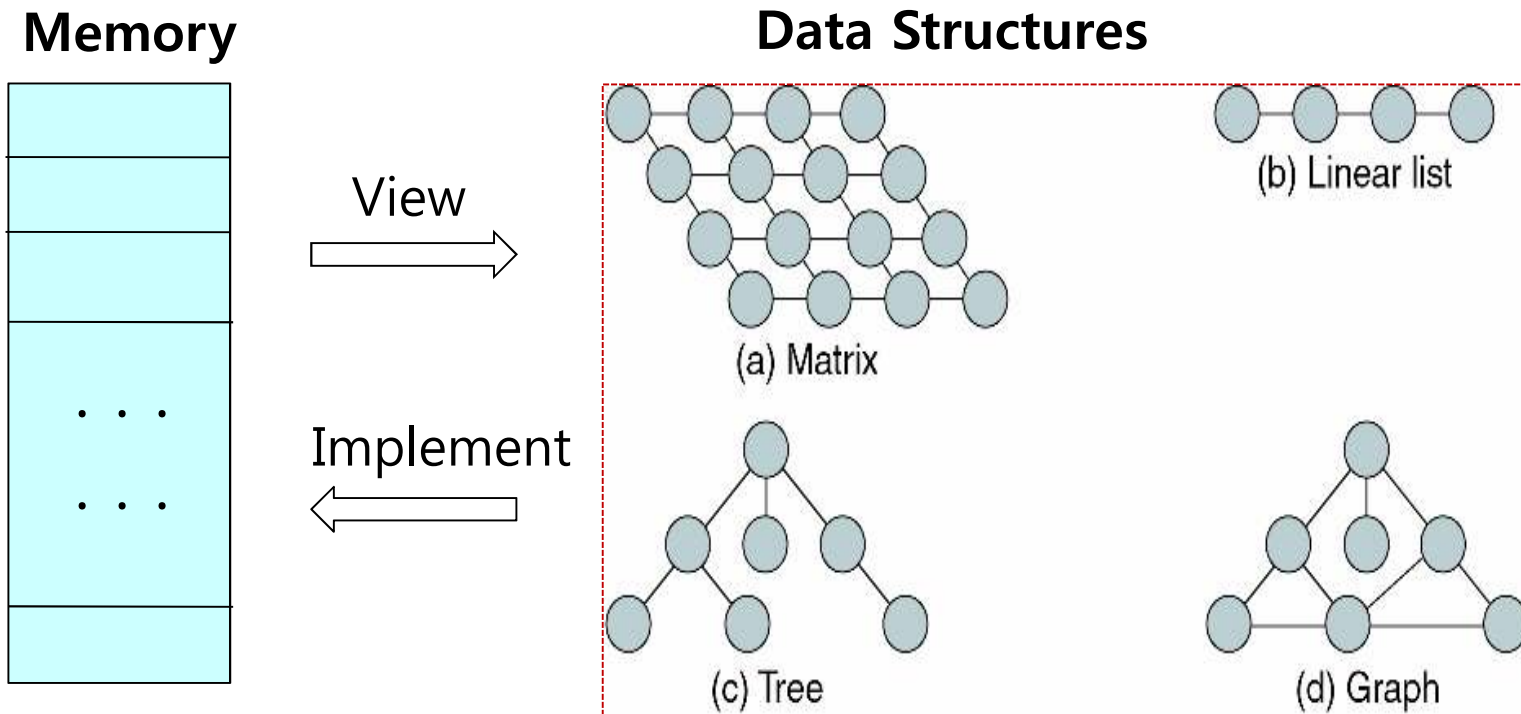 Memory
Data Structures
View
(b) Linear list
(a) Matrix
. . .
Implement
. . .
(c) Tree
(d) Graph